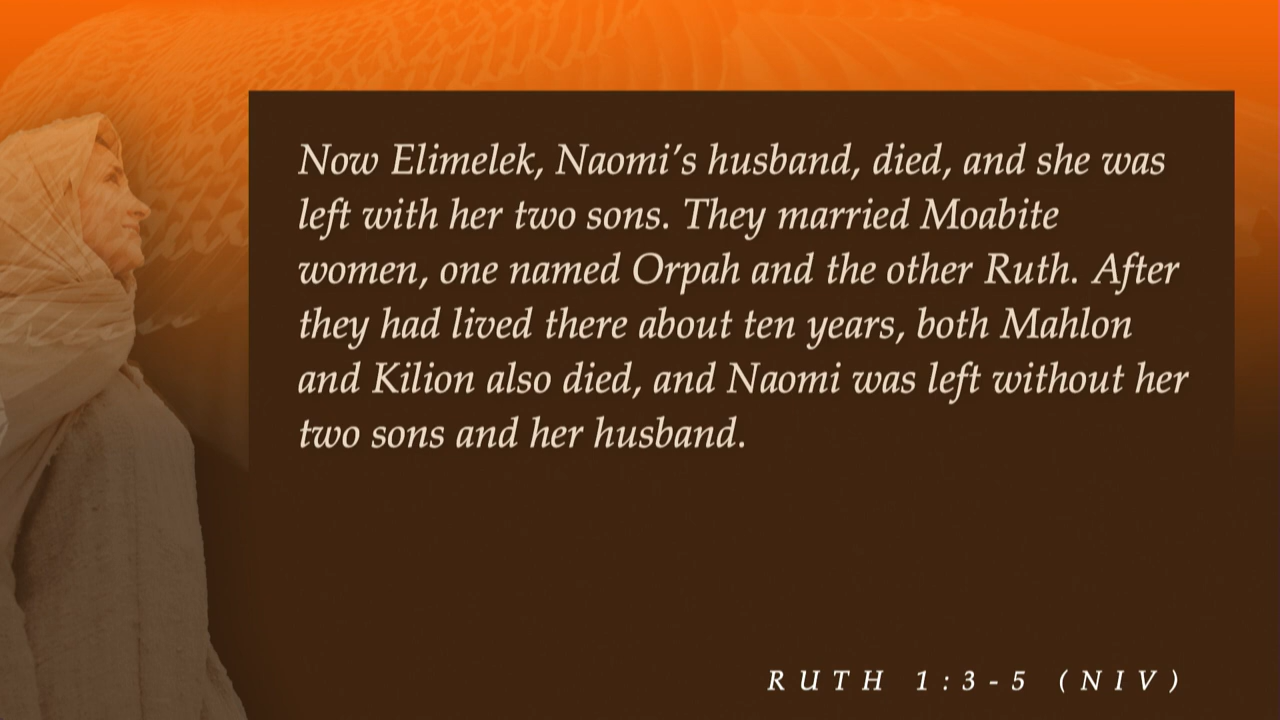 Now Elimelek, Naomi’s husband, died, and she was
left with her two sons. They married Moabite
women, one named Orpah and the other Ruth. After
they had lived there about ten years, both Mahlon
and Kilion also died, and Naomi was left without her
two sons and her husband.
RUTH 1:3-5 (NIV)